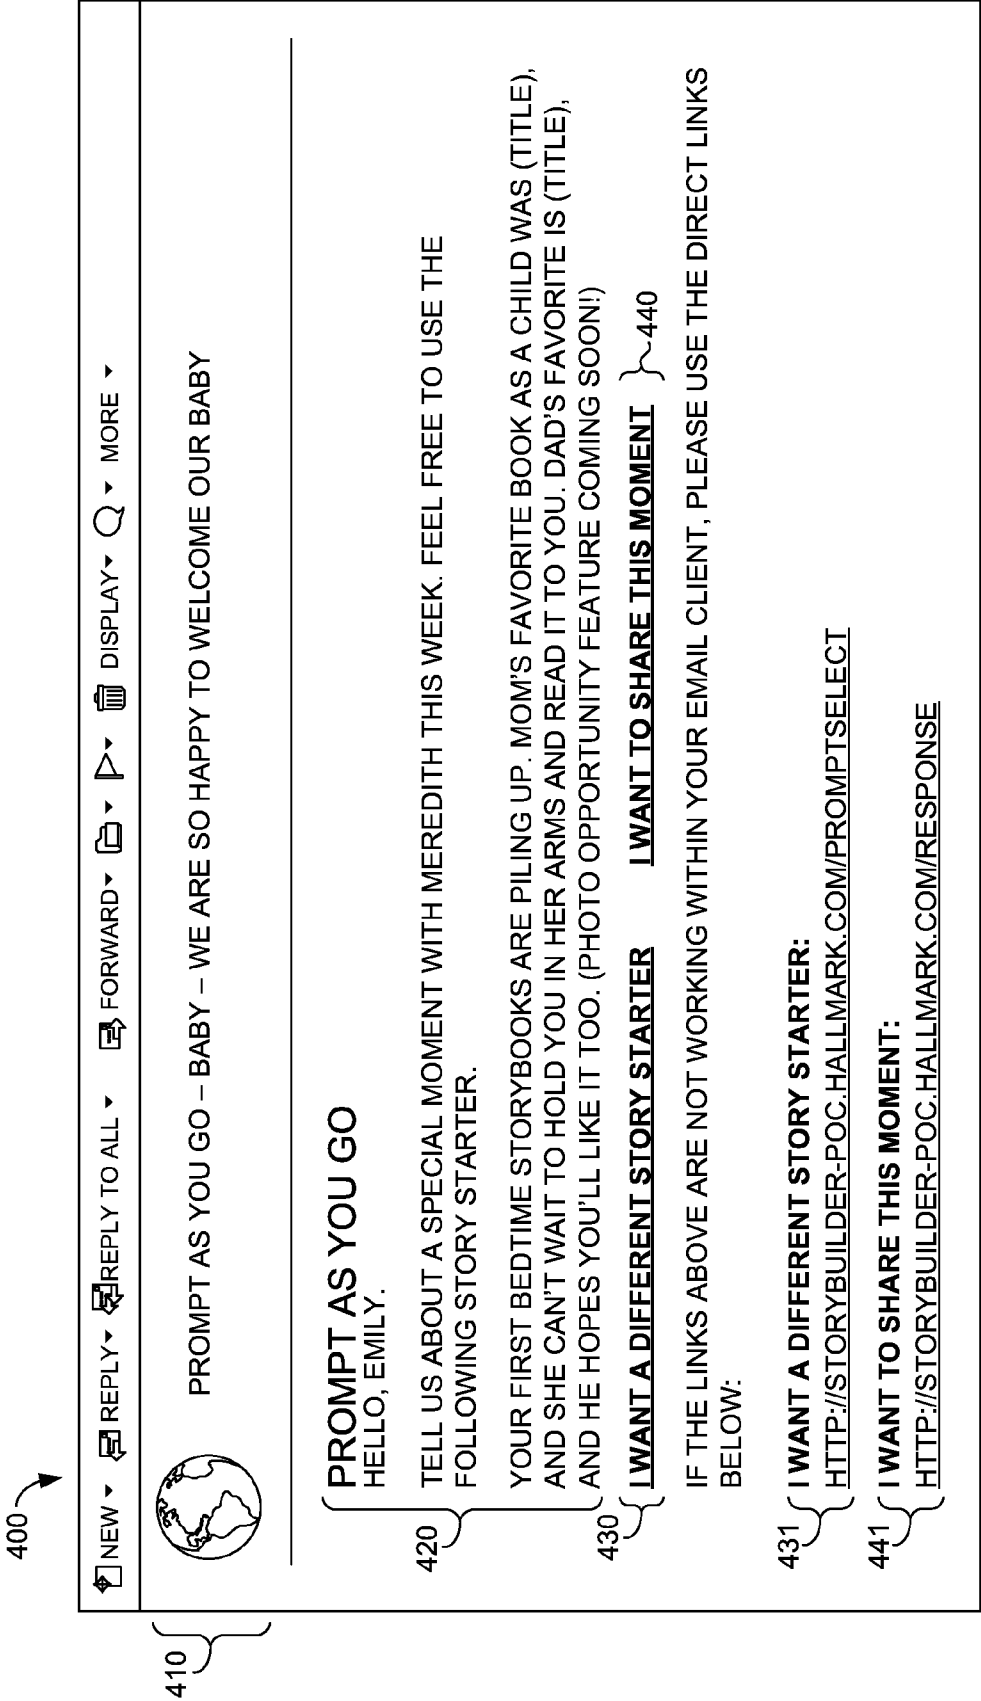 400
NEW REPLY REPLY TO ALL FORWARD DISPLAY MORE
410
PROMPT AS YOU GO – BABY – WE ARE SO HAPPY TO WELCOME OUR BABY
420
PROMPT AS YOU GO
HELLO, EMILY.
TELL US ABOUT A SPECIAL MOMENT WITH MEREDITH THIS WEEK. FEEL FREE TO USE THE
FOLLOWING STORY STARTER.
YOUR FIRST BEDTIME STORYBOOKS ARE PILING UP. MOM'S FAVORITE BOOK AS A CHILD WAS (TITLE),
AND SHE CAN'T WAIT TO HOLD YOU IN HER ARMS AND READ IT TO YOU. DAD'S FAVORITE IS (TITLE),
AND HE HOPES YOU'LL LIKE IT TOO. (PHOTO OPPORTUNITY FEATURE COMING SOON!)
430 I WANT A DIFFERENT STORY STARTER I WANT TO SHARE THIS MOMENT 440
IF THE LINKS ABOVE ARE NOT WORKING WITHIN YOUR EMAIL CLIENT, PLEASE USE THE DIRECT LINKS
BELOW:
431
I WANT A DIFFERENT STORY STARTER:
HTTP://STORYBUILDER-POC.HALLMARK.COM/PROMPTSELECT
441
I WANT TO SHARE THIS MOMENT:
HTTP://STORYBUILDER-POC.HALLMARK.COM/RESPONSE